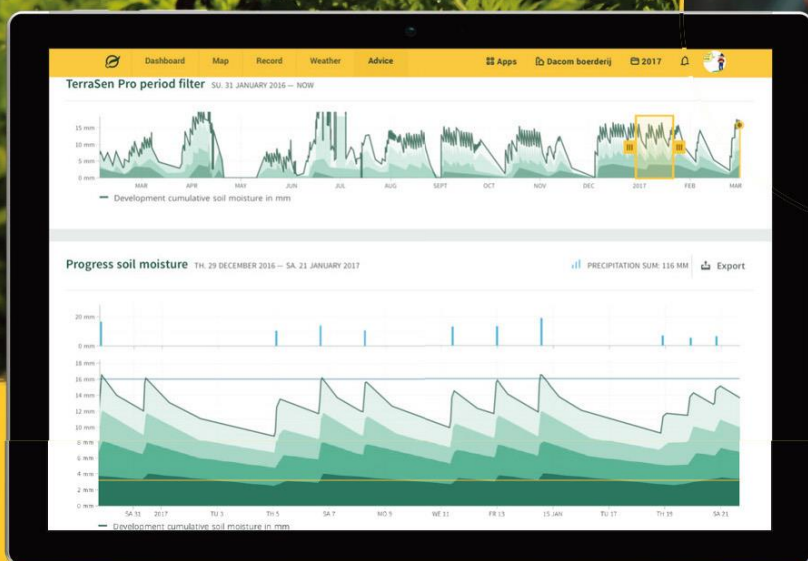 Dashboard Map Record Weather Advice Apps Dacom boerderij 2017
TerraSen Pro period filter SU. 31 JANUARY 2016 — NOW
15 mm
10 mm
5 mm
0 mm
MAR APR MAY JUN JUL AUG SEPT OCT NOV DEC 2017 FEB MAR
Development cumulative soil moisture in mm
Progress soil moisture TH. 29 DECEMBER 2016 — SA. 21 JANUARY 2017 PRECIPITATION SUM: 116 MM Export
20 mm
0 mm
18 mm
16 mm
14 mm
12 mm
10 mm
8 mm
6 mm
4 mm
2 mm
0 mm
SA 31 2017 TU 3 TH 5 SA 7 MO 9 WE 11 FR 13 15 JAN TU 17 TH 19 SA 21
Development cumulative soil moisture in mm